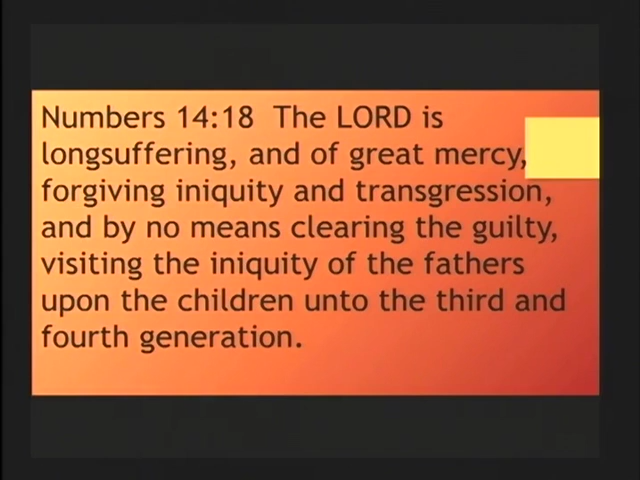 Numbers 14:18  The LORD is
longsuffering, and of great mercy,
forgiving iniquity and transgression,
and by no means clearing the guilty,
visiting the iniquity of the fathers
upon the children unto the third and
fourth generation.